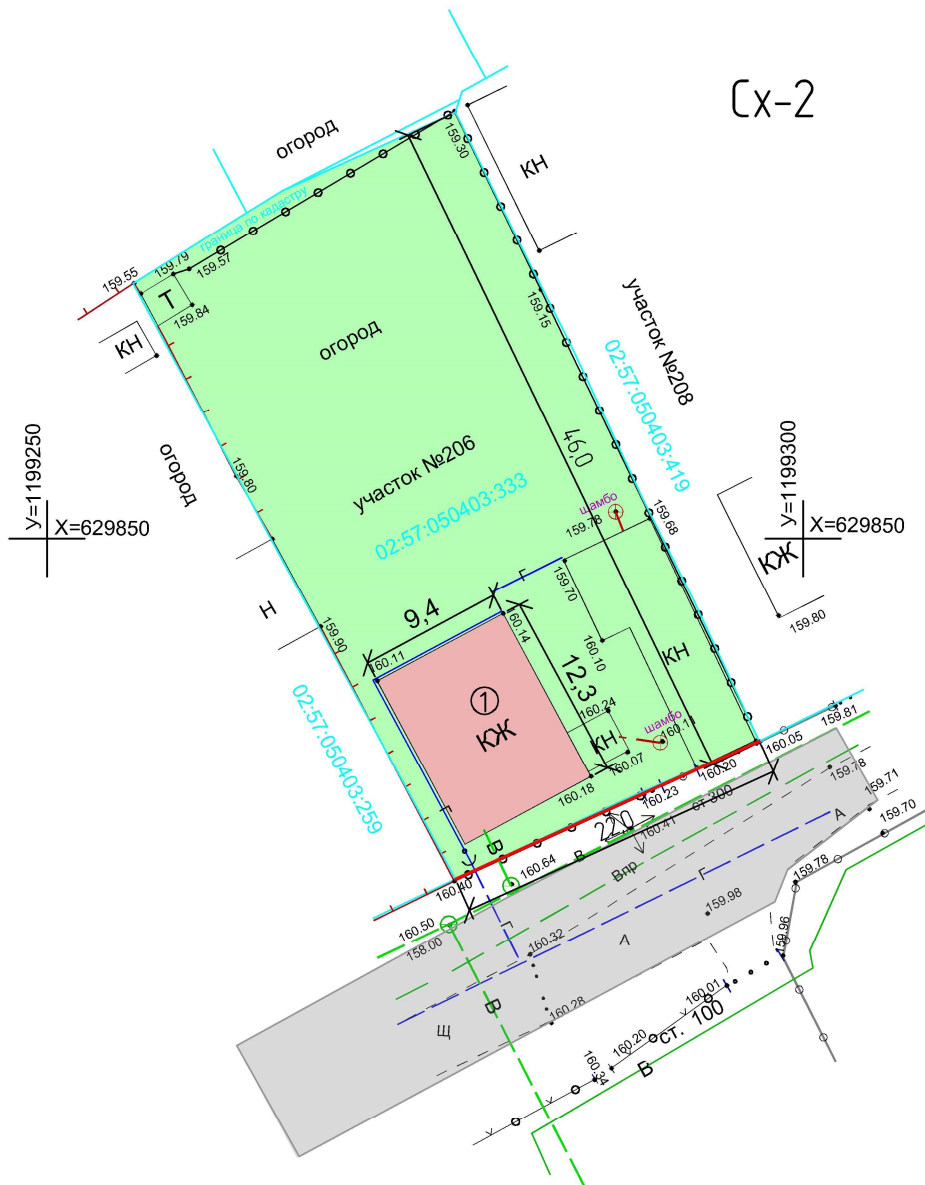 Сх-2
огород
159.30
КН
граница по кадастру
159.55
159.79
159.57
Т
159.84
КН
огород
159.15
участок №208
02:57:050403:419
огород
участок №206
02:57:050403:333
46,0
159.80
У=1199250
Х=629850
У=1199300
Х=629850
шамбо
159.78
159.68
КЖ
159.80
Н
159.90
Г
159.70
9,4
160.14
160.11
12,3
160.10
КН
1
КЖ
160.24
шамбо
160.11
КН
160.07
160.18
02:57:050403:259
160.20
160.05
159.81
160.23
ст 300
159.78
159.71
159.70
22,0
160.41
А
В
В
Впр
Г
160.64
160.40
160.50
158.00
Г
159.78
159.98
159.96
160.32
Л
В
Щ
160.28
160.01
ст. 100
160.20
160.34
В